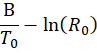 B/T₀ − ln(R₀)